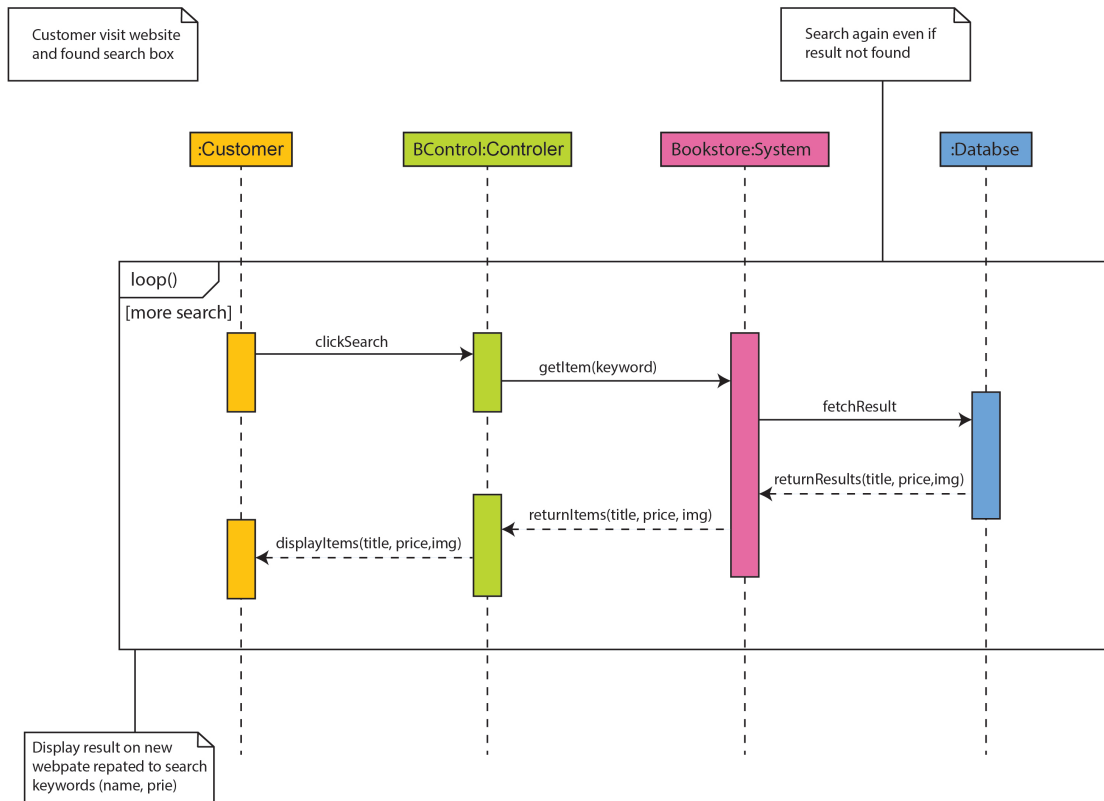 Customer visit website
and found search box
Search again even if
result not found
:Customer
BControl:Controler
Bookstore:System
:Databse
loop()
[more search]
clickSearch
getItem(keyword)
fetchResult
returnResults(title, price,img)
returnItems(title, price, img)
displayItems(title, price,img)
Display result on new
webpate repated to search
keywords (name, prie)